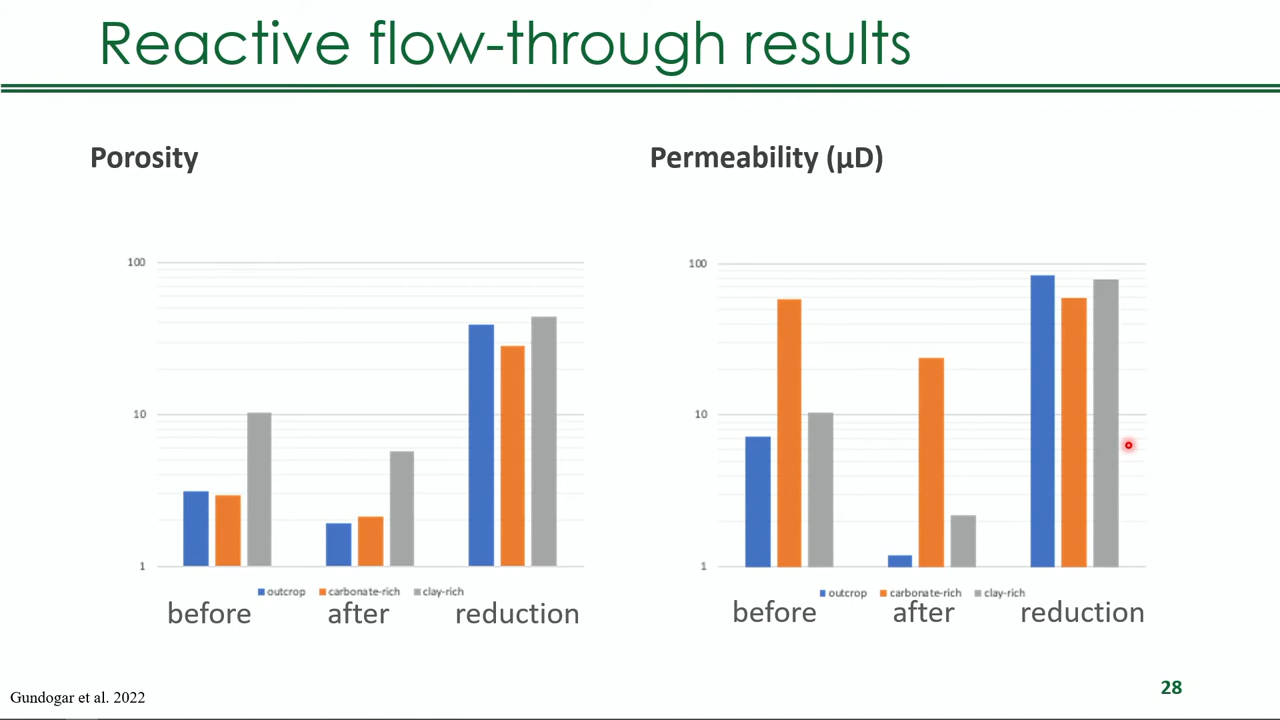 Reactive flow-through results
Porosity
100
10
1
outcrop carbonate-rich clay-rich
before after reduction
Permeability (µD)
100
10
1
outcrop carbonate-rich clay-rich
before after reduction
Gundogar et al. 2022
28